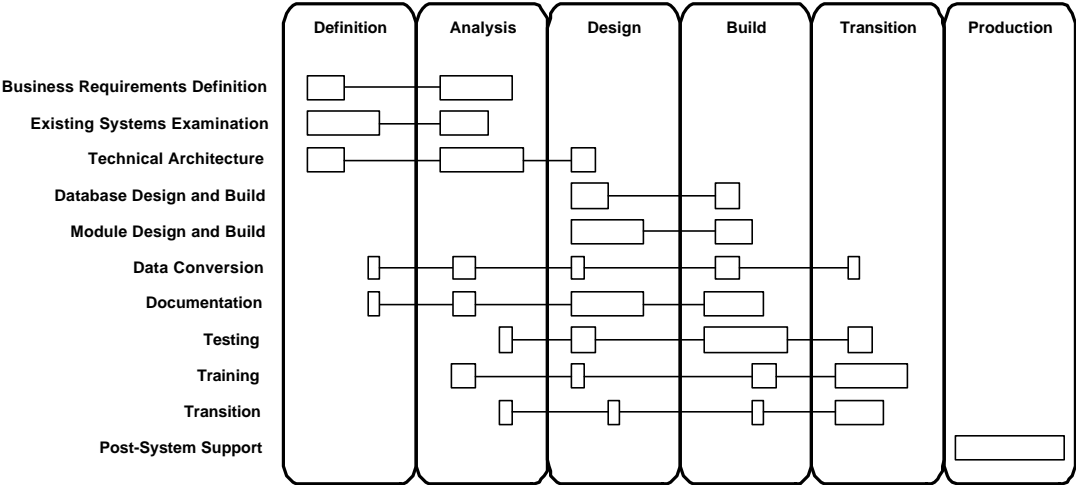 Definition Analysis Design Build Transition Production
Business Requirements Definition
Existing Systems Examination
Technical Architecture
Database Design and Build
Module Design and Build
Data Conversion
Documentation
Testing
Training
Transition
Post-System Support